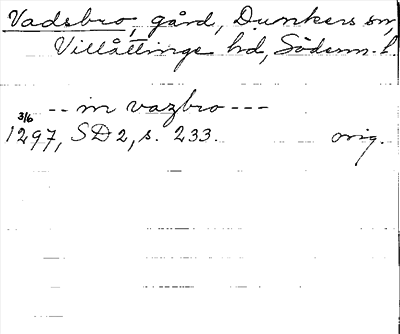 Vadsbro, gård, Dunkers sn,
Villåttinge hd, Söderm. l.
-- in vazbro ---
3/6
1297, SD 2, s. 233. orig.